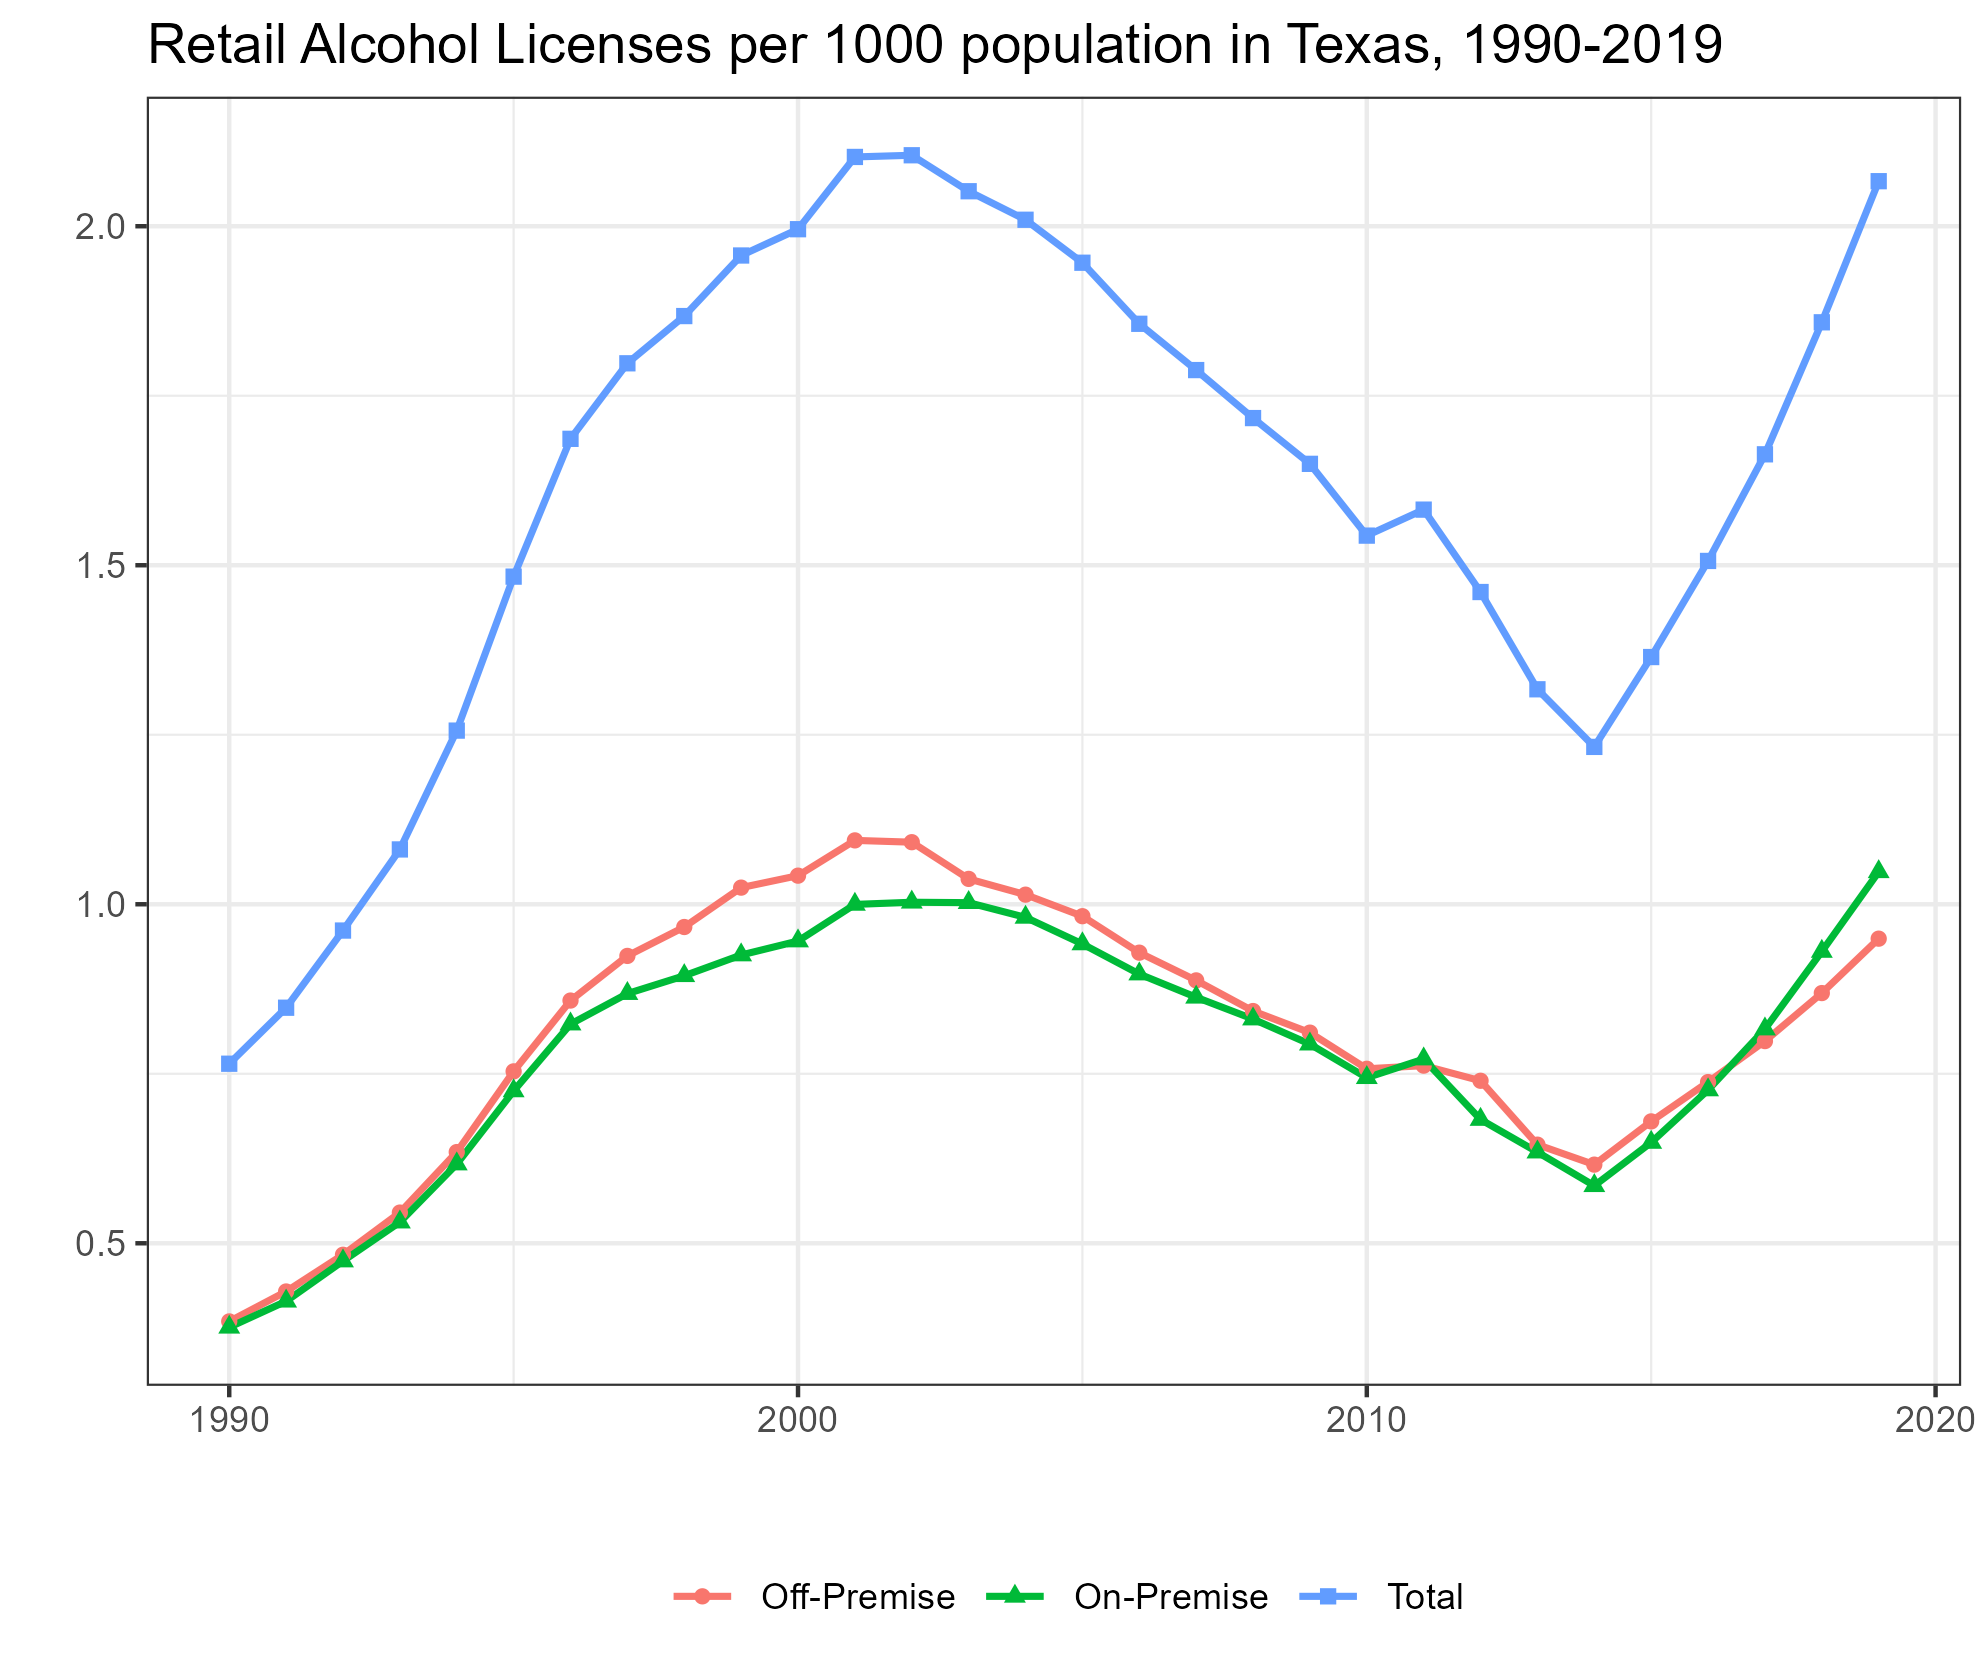 Retail Alcohol Licenses per 1000 population in Texas, 1990-2019
2.0
1.5
1.0
0.5
1990 2000 2010 2020
Off-Premise On-Premise Total